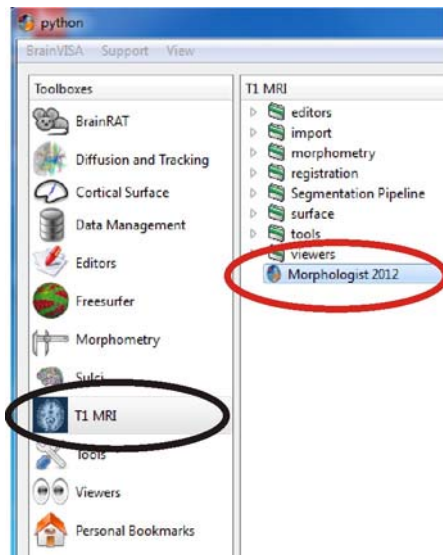 python
BrainVISA Support View
Toolboxes
BrainRAT
Diffusion and Tracking
Cortical Surface
Data Management
Editors
Freesurfer
Morphometry
Sulci
T1 MRI
Tools
Viewers
Personal Bookmarks
T1 MRI
editors
import
morphometry
registration
Segmentation Pipeline
surface
tools
viewers
Morphologist 2012